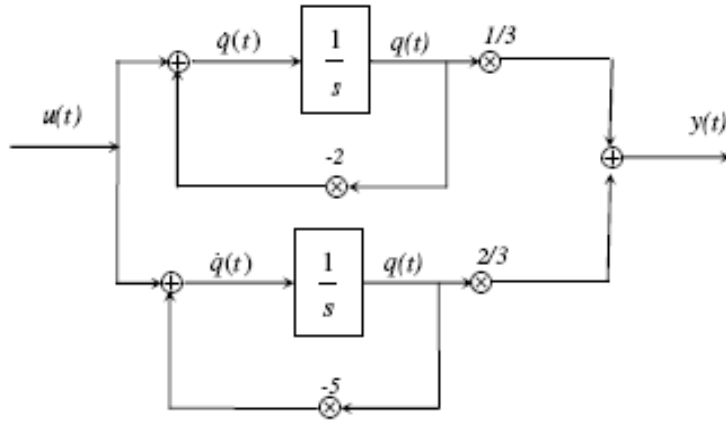 q̇(t)
1
s
q(t)
1/3
u(t)
-2
y(t)
q̇(t)
1
s
q(t)
2/3
-5